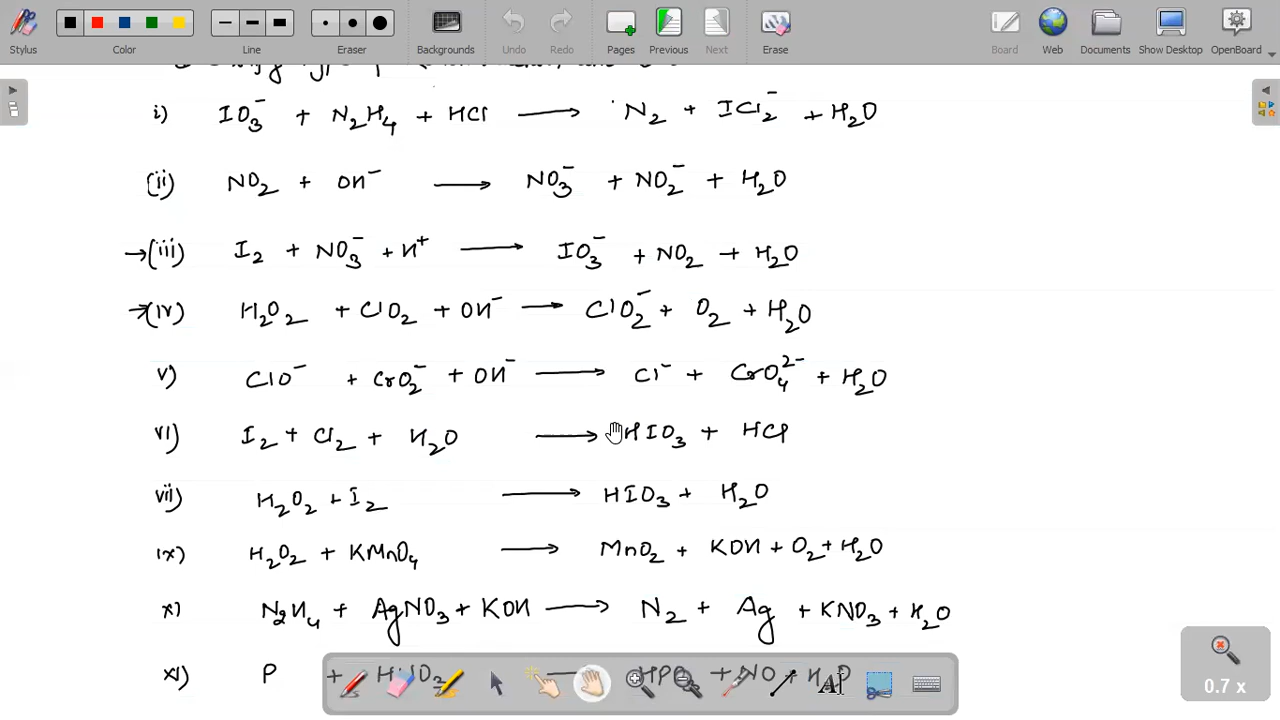 Stylus Color Line Eraser Backgrounds Undo Redo Pages Previous Next Erase Board Web Documents Show Desktop OpenBoard
i) IO₃⁻ + N₂H₄ + HCl ⟶ N₂ + ICl₂⁻ + H₂O
(ii) NO₂ + OH⁻ ⟶ NO₃⁻ + NO₂⁻ + H₂O
→(iii) I₂ + NO₃⁻ + H⁺ ⟶ IO₃⁻ + NO₂ + H₂O
→(iv) H₂O₂ + ClO₂ + OH⁻ ⟶ ClO₂⁻ + O₂ + H₂O
v) ClO⁻ + CrO₂⁻ + OH⁻ ⟶ Cl⁻ + CrO₄²⁻ + H₂O
vi) I₂ + Cl₂ + H₂O ⟶ HIO₃ + HCl
vii) H₂O₂ + I₂ ⟶ HIO₃ + H₂O
ix) H₂O₂ + KMnO₄ ⟶ MnO₂ + KOH + O₂ + H₂O
x) N₂H₄ + AgNO₃ + KOH ⟶ N₂ + Ag + KNO₃ + H₂O
xi) P + ⟶ + NO + H₂O
0.7 x